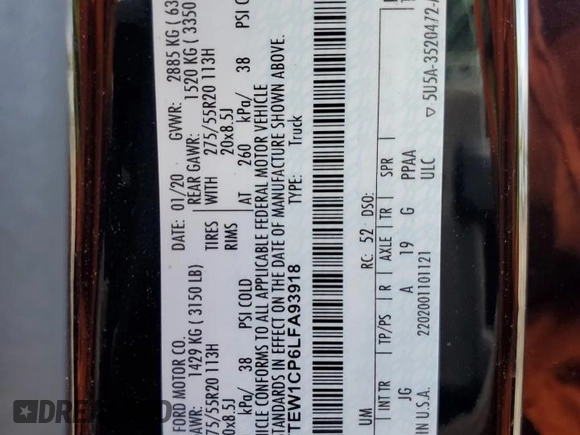 FORD MOTOR CO. DATE: 01/20 GVWR: 2885 KG ( 63
AWR: 1429 KG ( 3150 LB) REAR GAWR: 1520 KG ( 3350
75/55R20 113H TIRES WITH 275/55R20 113H
0x8.5J RIMS 20x8.5J
kPa/ 38 PSI COLD AT 260 kPa/ 38 PSI C
ICLE CONFORMS TO ALL APPLICABLE FEDERAL MOTOR VEHICLE
STANDARDS IN EFFECT ON THE DATE OF MANUFACTURE SHOWN ABOVE.
TEW1CP6LFA93918 TYPE: Truck
UM RC: 52 DSO:
INT TR TP/PS R AXLE TR SPR
JG A 19 G PPAA
2202001101121 ULC
IN U.S.A. ▽ 5U5A-3520472-